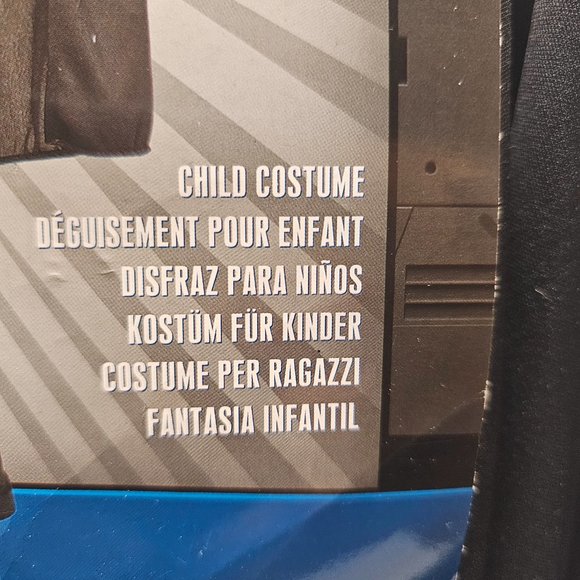 CHILD COSTUME
DÉGUISEMENT POUR ENFANT
DISFRAZ PARA NIÑOS
KOSTÜM FÜR KINDER
COSTUME PER RAGAZZI
FANTASIA INFANTIL